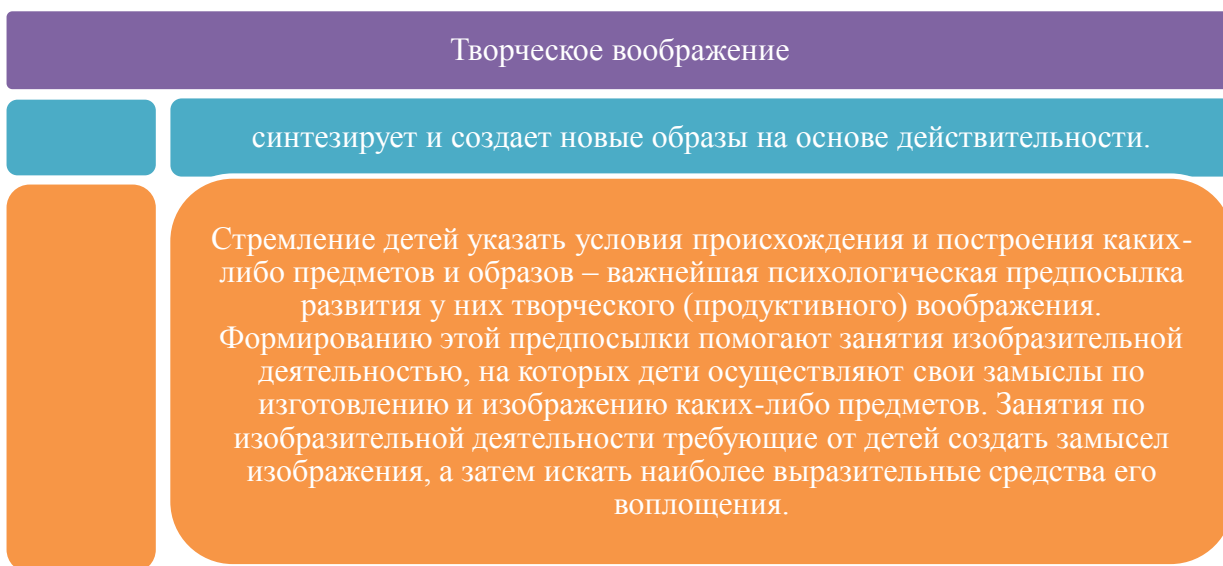 Творческое воображение
синтезирует и создает новые образы на основе действительности.
Стремление детей указать условия происхождения и построения каких-
либо предметов и образов – важнейшая психологическая предпосылка
развития у них творческого (продуктивного) воображения.
Формированию этой предпосылки помогают занятия изобразительной
деятельностью, на которых дети осуществляют свои замыслы по
изготовлению и изображению каких-либо предметов. Занятия по
изобразительной деятельности требующие от детей создать замысел
изображения, а затем искать наиболее выразительные средства его
воплощения.